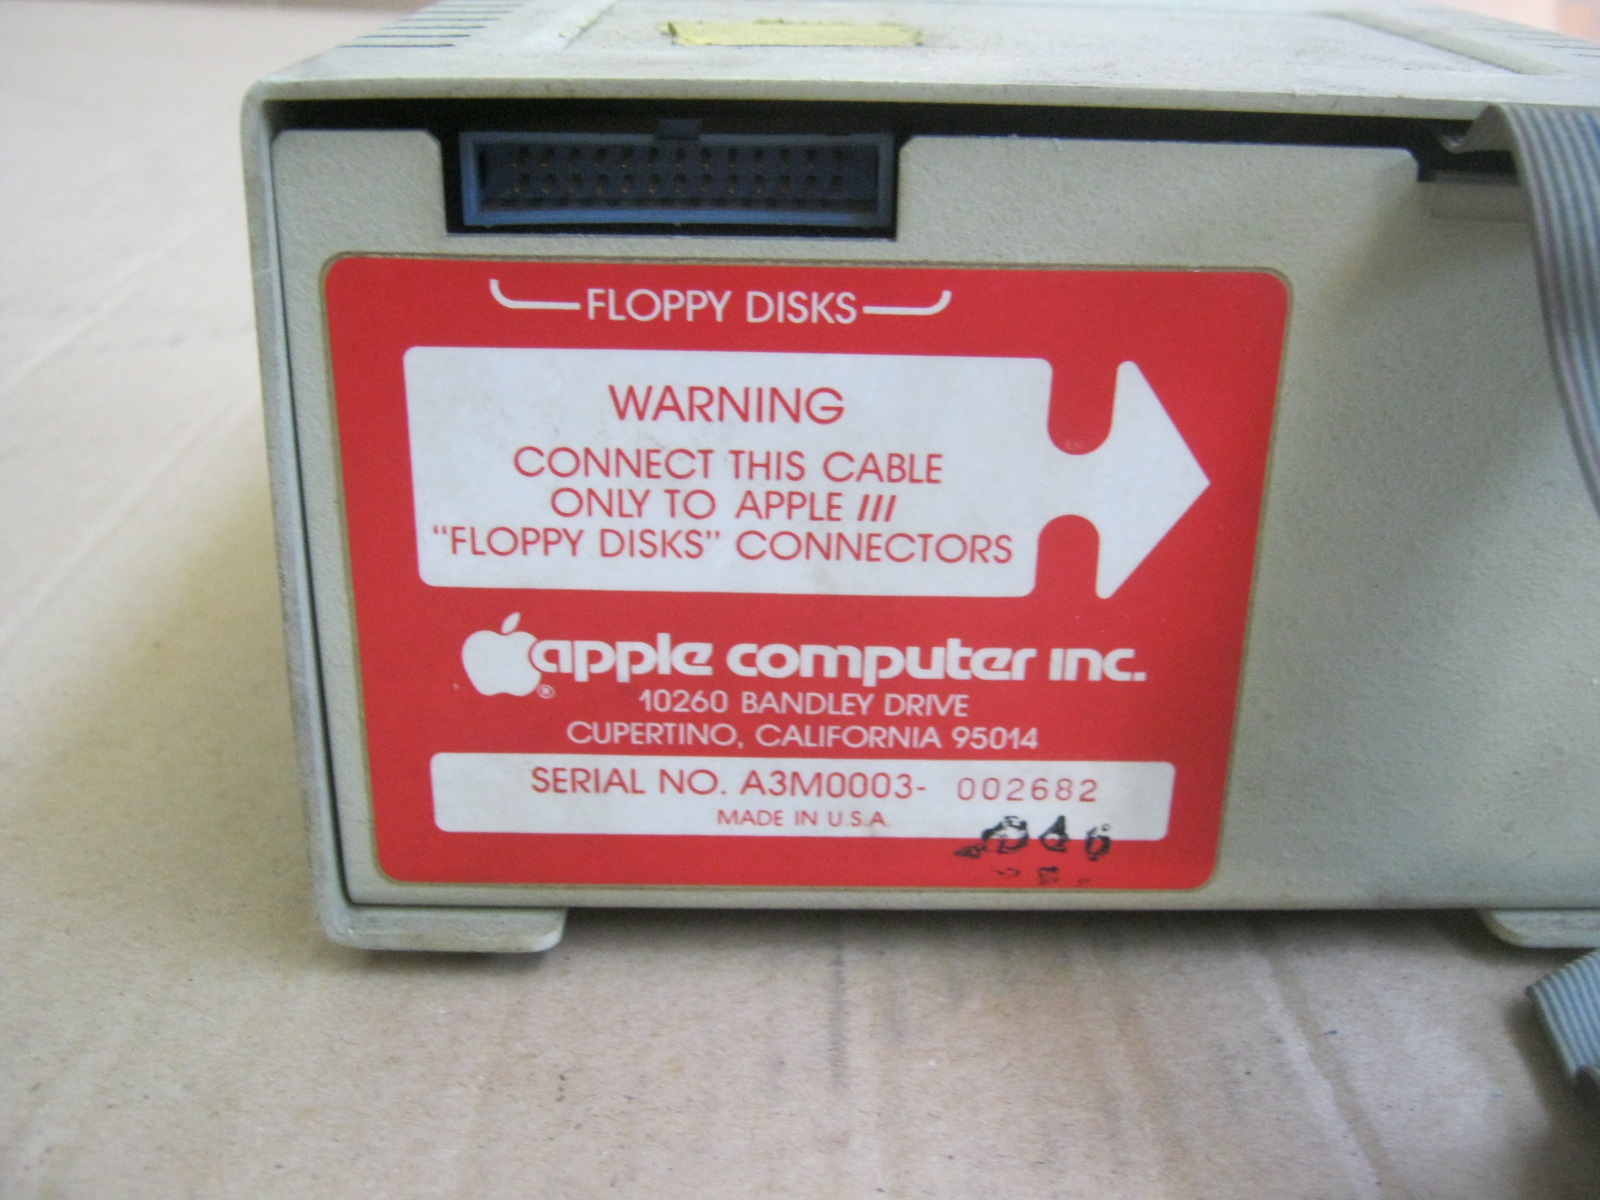 FLOPPY DISKS
WARNING
CONNECT THIS CABLE
ONLY TO APPLE III
“FLOPPY DISKS” CONNECTORS
apple computer inc.
®
10260 BANDLEY DRIVE
CUPERTINO, CALIFORNIA 95014
SERIAL NO. A3M0003- 002682
MADE IN U.S.A.